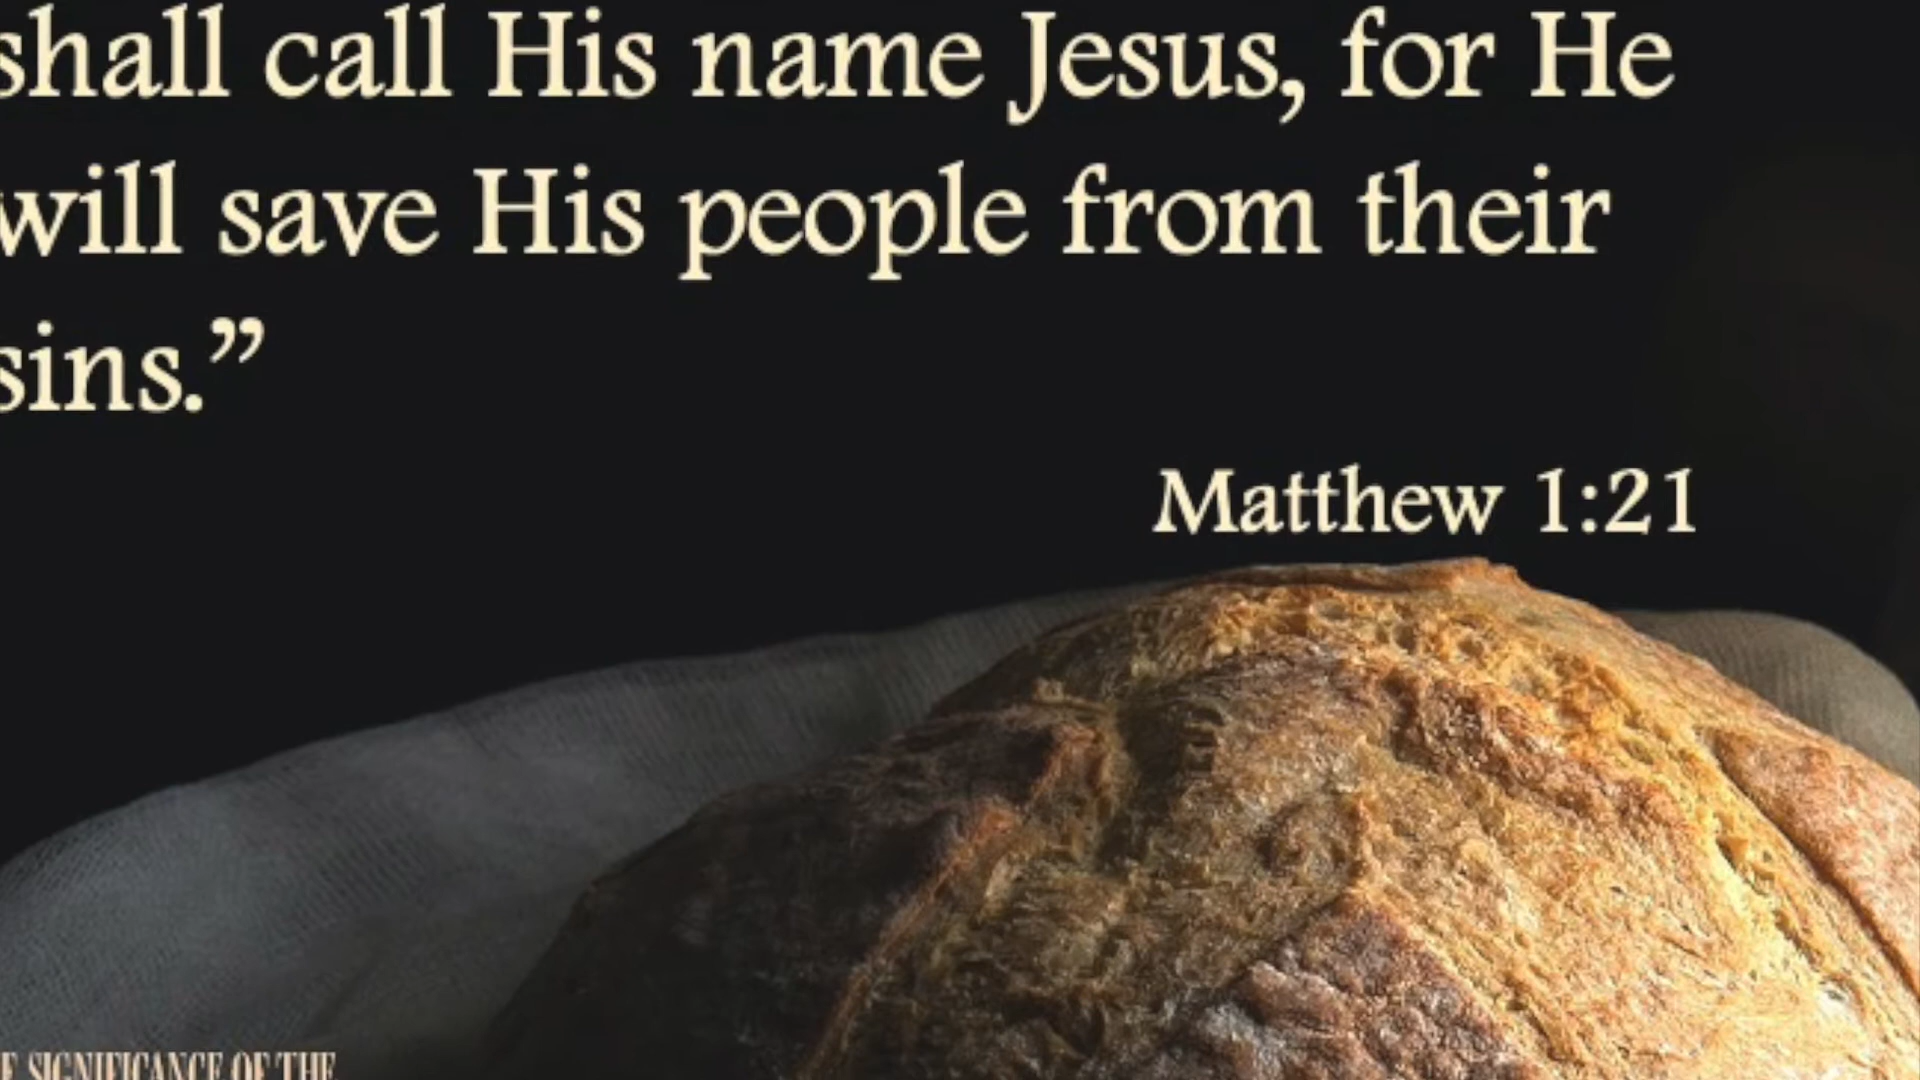 shall call His name Jesus, for He
will save His people from their
sins.”
Matthew 1:21
SIGNIFICANCE OF THE